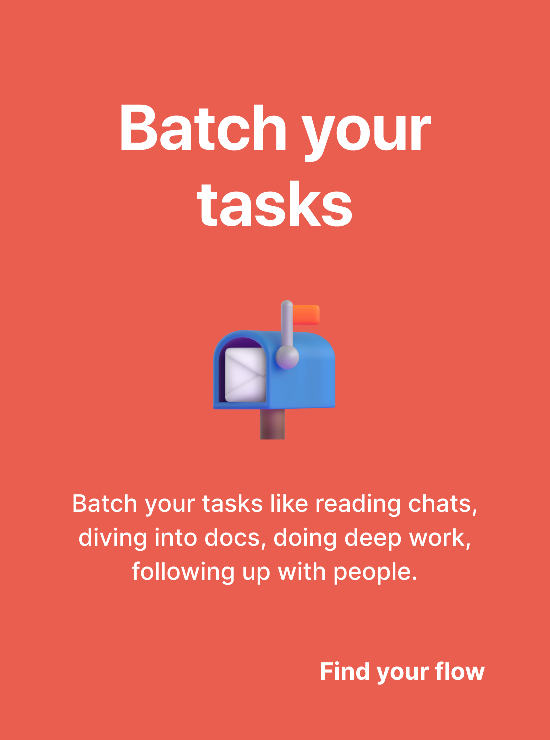 Batch your
tasks
Batch your tasks like reading chats,
diving into docs, doing deep work,
following up with people.
Find your flow